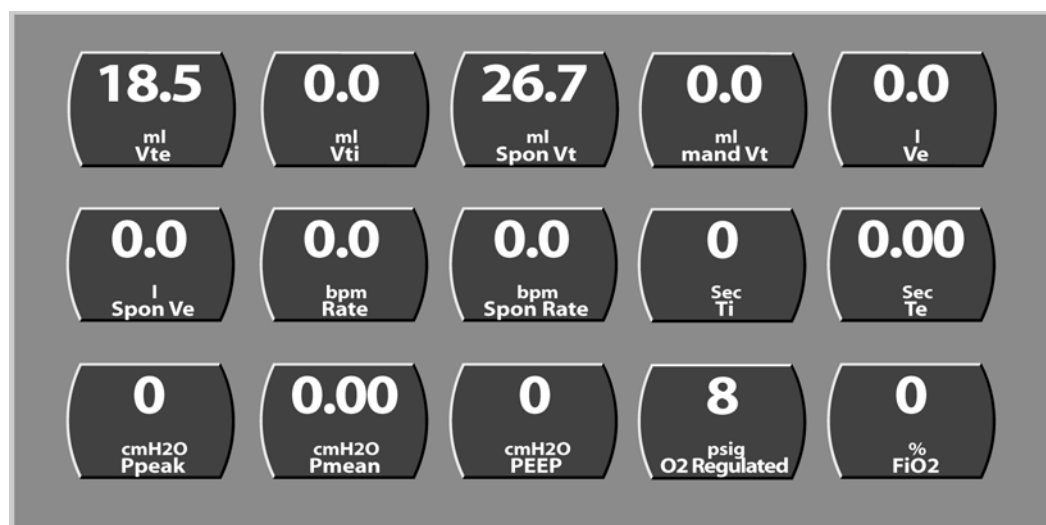 18.5 0.0 26.7 0.0 0.0
ml ml ml ml l
Vte Vti Spon Vt mand Vt Ve
0.0 0.0 0.0 0 0.00
l bpm bpm Sec Sec
Spon Ve Rate Spon Rate Ti Te
0 0.00 0 8 0
cmH2O cmH2O cmH2O psig %
Ppeak Pmean PEEP O2 Regulated FiO2